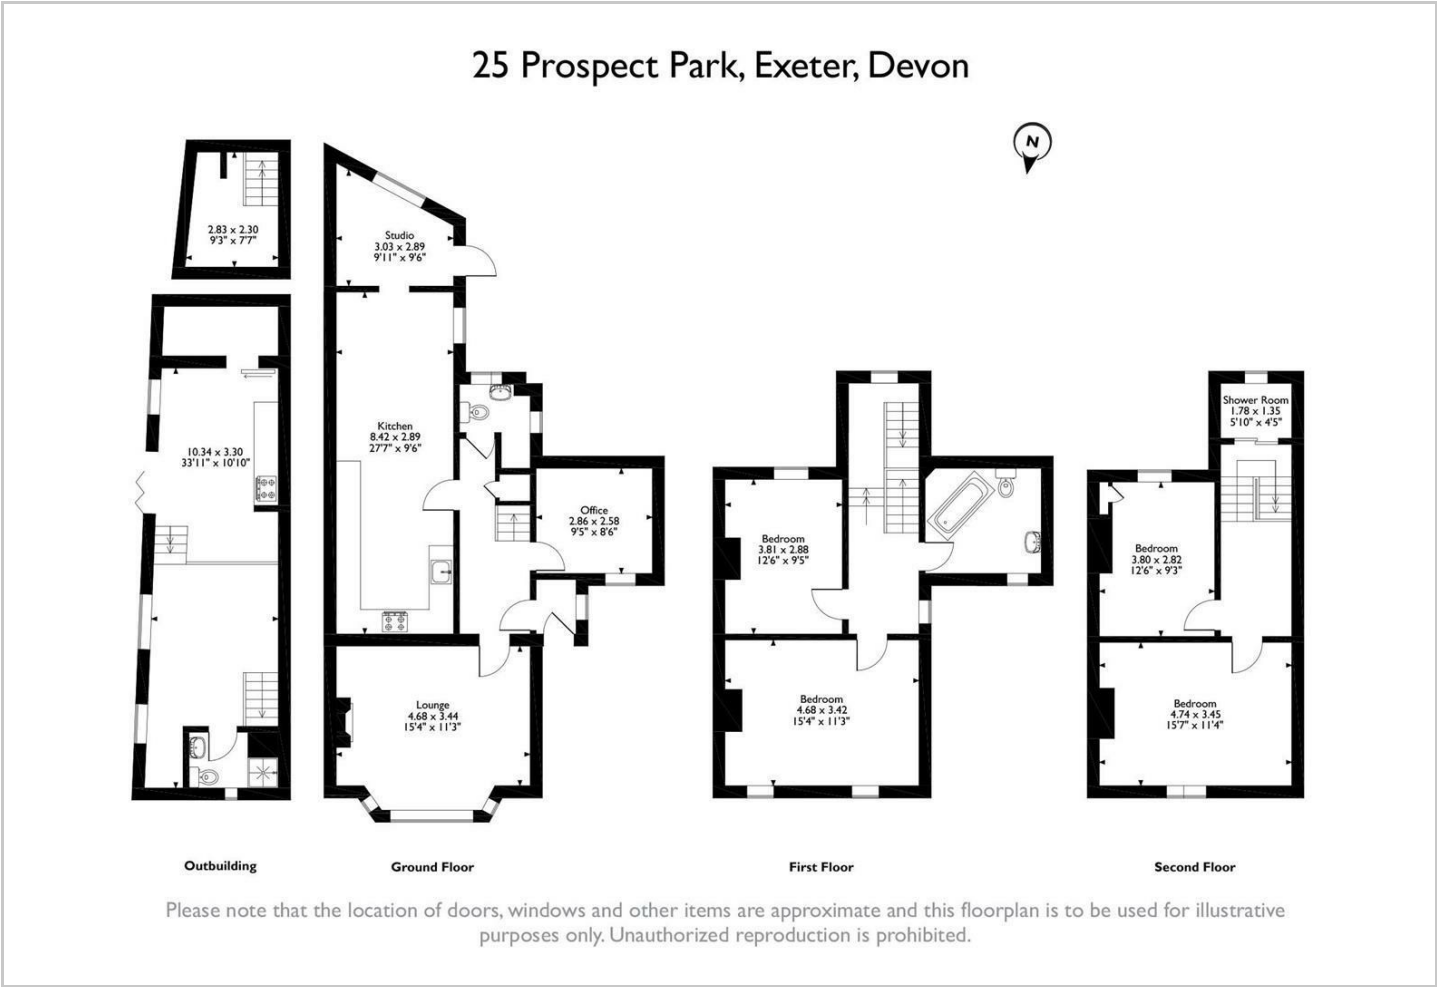 25 Prospect Park, Exeter, Devon
N
2.83 x 2.30
9'3" x 7'7"
10.34 x 3.30
33'11" x 10'10"
Outbuilding
Studio
3.03 x 2.89
9'11" x 9'6"
Kitchen
8.42 x 2.89
27'7" x 9'6"
Office
2.86 x 2.58
9'5" x 8'6"
Lounge
4.68 x 3.44
15'4" x 11'3"
Ground Floor
Bedroom
3.81 x 2.88
12'6" x 9'5"
Bedroom
4.68 x 3.42
15'4" x 11'3"
First Floor
Shower Room
1.78 x 1.35
5'10" x 4'5"
Bedroom
3.80 x 2.82
12'6" x 9'3"
Bedroom
4.74 x 3.45
15'7" x 11'4"
Second Floor
Please note that the location of doors, windows and other items are approximate and this floorplan is to be used for illustrative
purposes only. Unauthorized reproduction is prohibited.